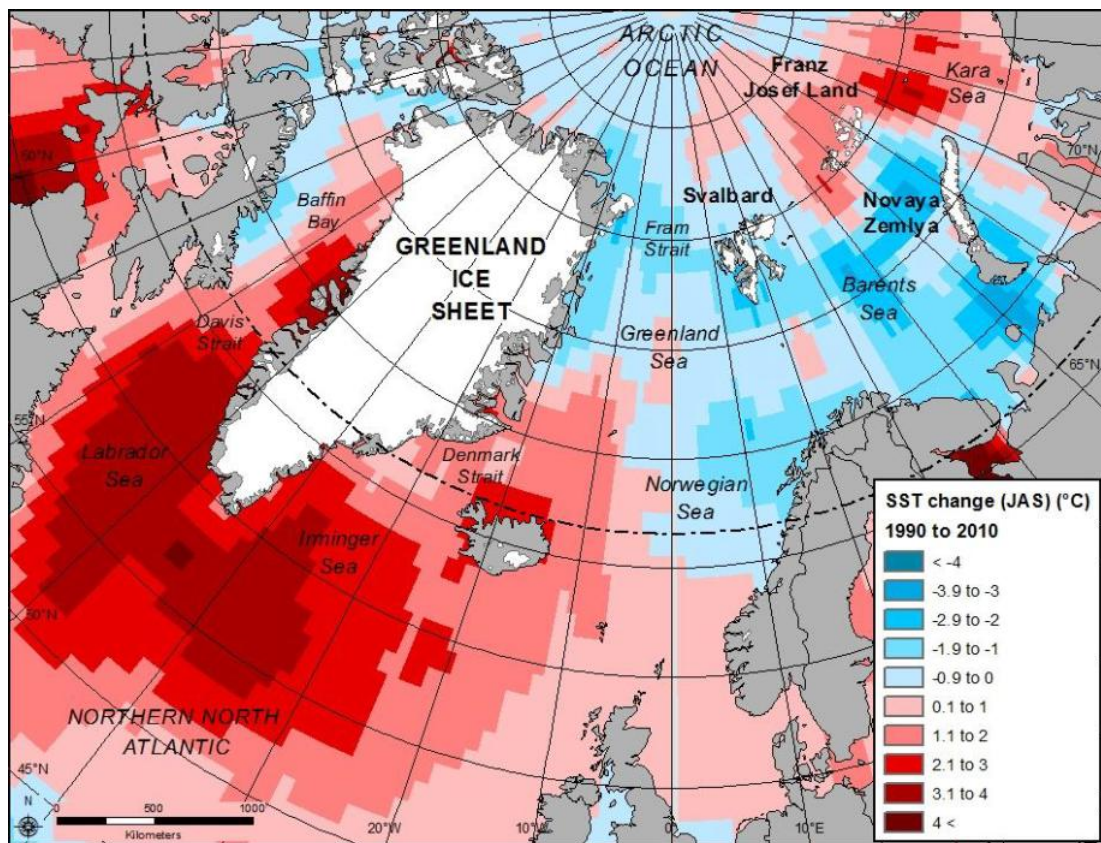 ARCTIC
OCEAN
Franz
Josef Land
Kara
Sea
70°N
60°N
Baffin
Bay
Svalbard
Fram
Strait
Novaya
Zemlya
GREENLAND
ICE
SHEET
Barents
Sea
Davis
Strait
Greenland
Sea
65°N
55°N
Labrador
Sea
Denmark
Strait
Norwegian
Sea
Irminger
Sea
50°N
NORTHERN NORTH
ATLANTIC
45°N
N
0 500 1000
Kilometers
20°W
10°W
0°
10°E
SST change (JAS) (°C)
1990 to 2010
< -4
-3.9 to -3
-2.9 to -2
-1.9 to -1
-0.9 to 0
0.1 to 1
1.1 to 2
2.1 to 3
3.1 to 4
4 <